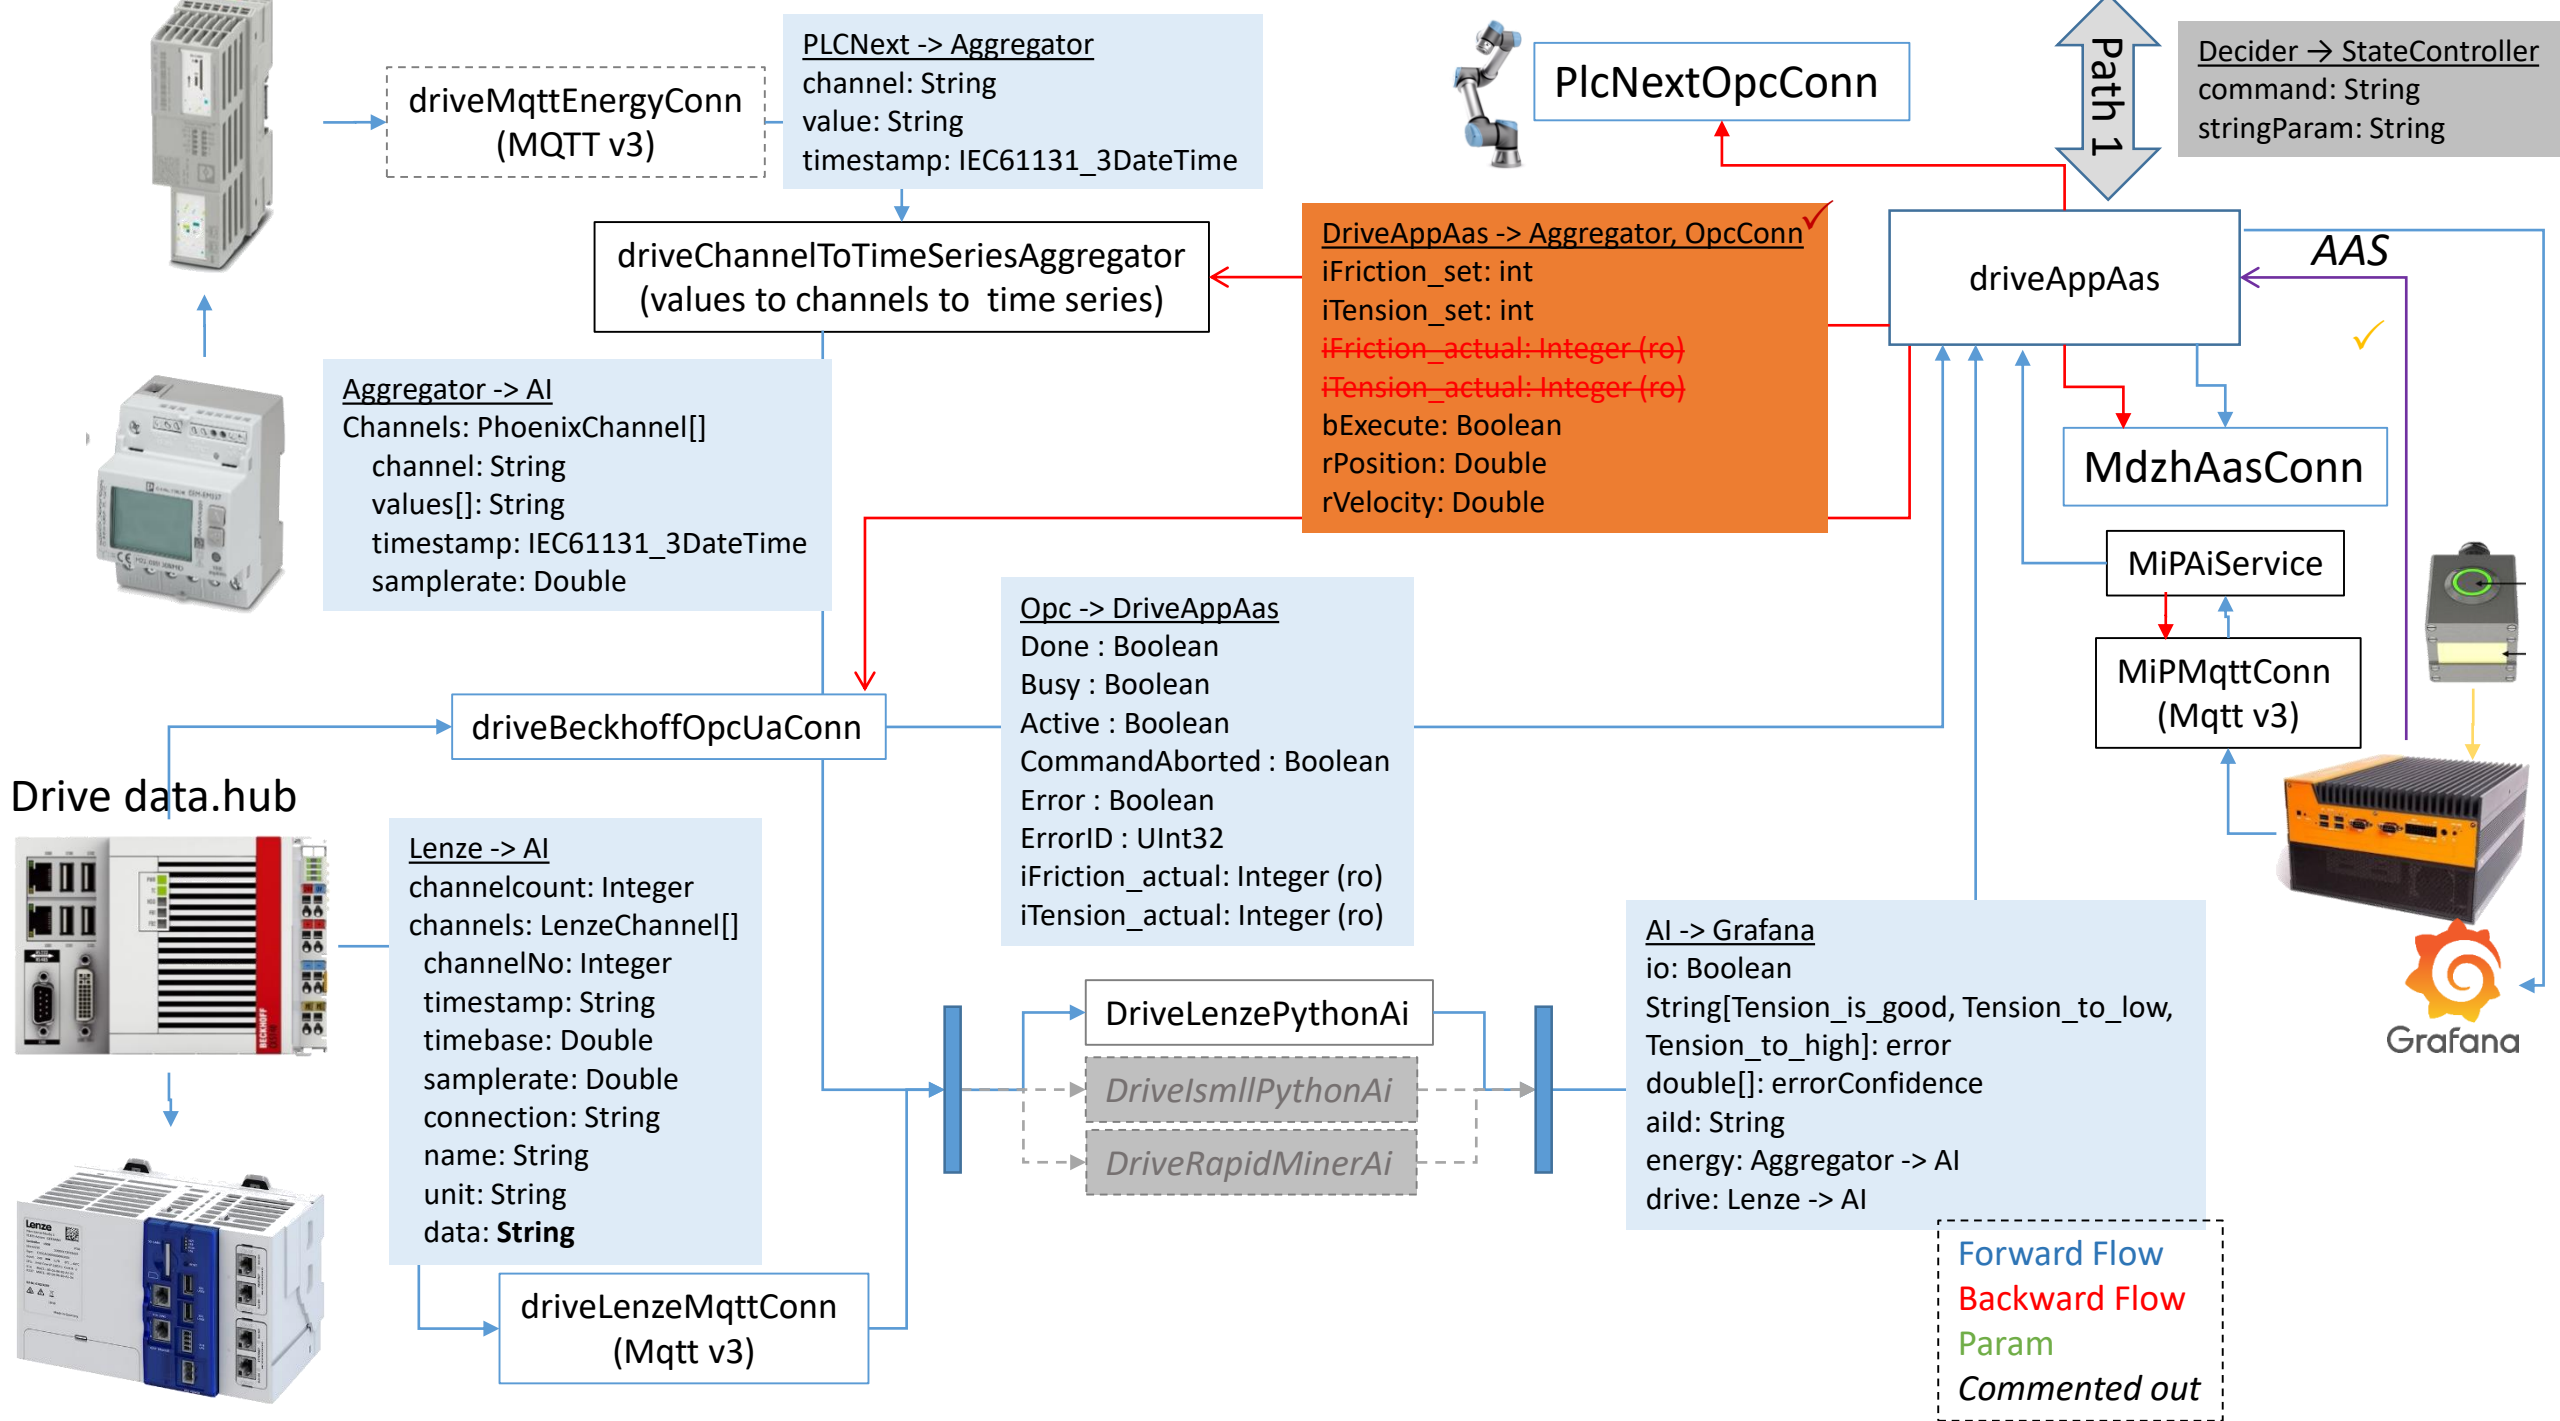 driveMqttEnergyConn
(MQTT v3)
PLCNext -> Aggregator
channel: String
value: String
timestamp: IEC61131_3DateTime
PlcNextOpcConn
Path 1
Decider → StateController
command: String
stringParam: String
driveChannelToTimeSeriesAggregator
(values to channels to  time series)
DriveAppAas -> Aggregator, OpcConn
iFriction_set: int
iTension_set: int
iFriction_actual: Integer (ro)
iTension_actual: Integer (ro)
bExecute: Boolean
rPosition: Double
rVelocity: Double
driveAppAas
AAS
Aggregator -> AI
Channels: PhoenixChannel[]
channel: String
values[]: String
timestamp: IEC61131_3DateTime
samplerate: Double
MdzhAasConn
MiPAiService
MiPMqttConn
(Mqtt v3)
Opc -> DriveAppAas
Done : Boolean
Busy : Boolean
Active : Boolean
CommandAborted : Boolean
Error : Boolean
ErrorID : UInt32
iFriction_actual: Integer (ro)
iTension_actual: Integer (ro)
driveBeckhoffOpcUaConn
Drive data.hub
BECKHOFF
Lenze -> AI
channelcount: Integer
channels: LenzeChannel[]
channelNo: Integer
timestamp: String
timebase: Double
samplerate: Double
connection: String
name: String
unit: String
data: String
DriveLenzePythonAi
DriveIsmllPythonAi
DriveRapidMinerAi
AI -> Grafana
io: Boolean
String[Tension_is_good, Tension_to_low,
Tension_to_high]: error
double[]: errorConfidence
aiId: String
energy: Aggregator -> AI
drive: Lenze -> AI
Grafana
Lenze
driveLenzeMqttConn
(Mqtt v3)
Forward Flow
Backward Flow
Param
Commented out